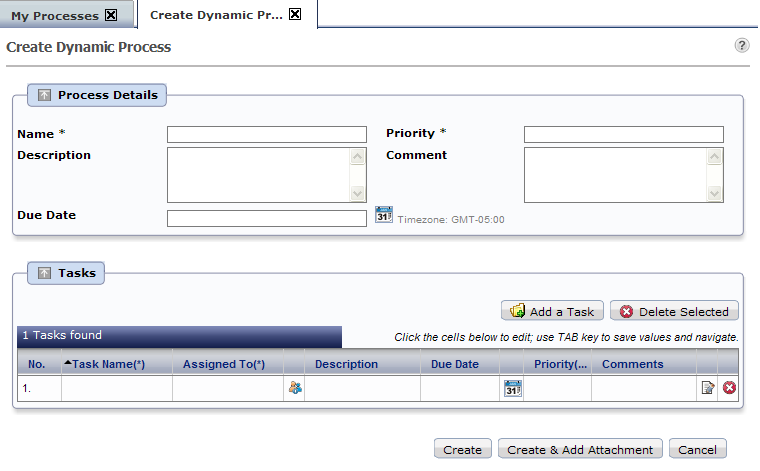 My Processes
Create Dynamic Pr...
Create Dynamic Process
?
Process Details
Name *
Priority *
Description
Comment
Due Date
31
Timezone: GMT-05:00
Tasks
Add a Task
Delete Selected
1 Tasks found
Click the cells below to edit; use TAB key to save values and navigate.
No. Task Name(*) Assigned To(*) Description Due Date Priority(... Comments
1. 31
Create
Create & Add Attachment
Cancel